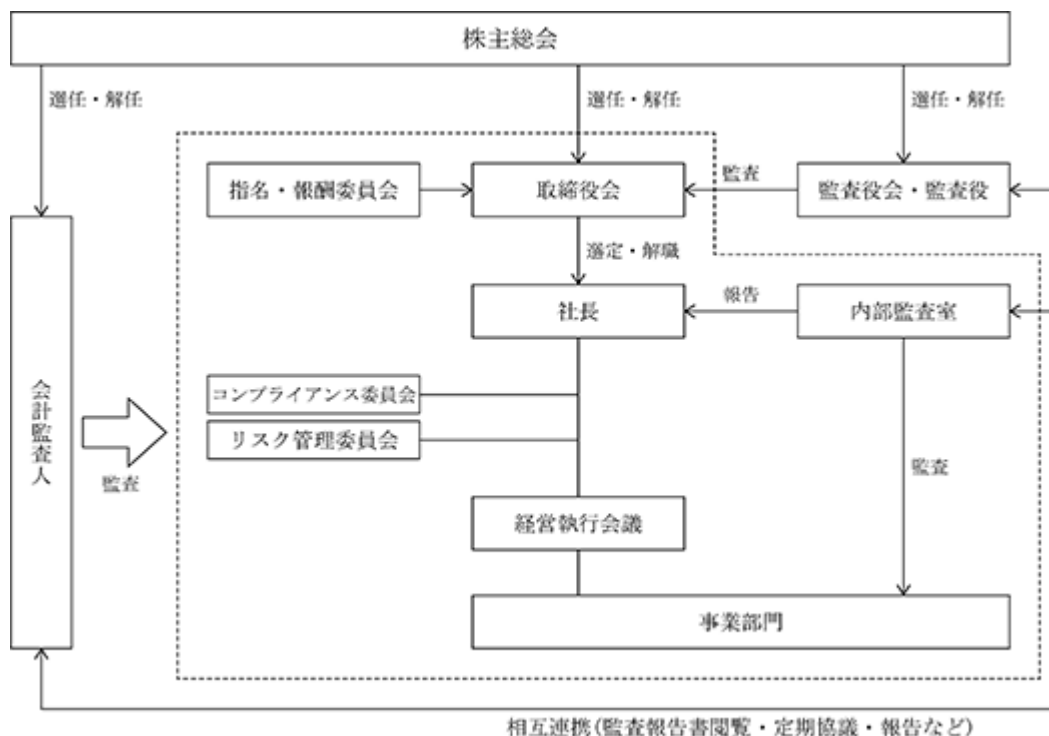 株主総会
選任・解任
選任・解任
選任・解任
指名・報酬委員会
取締役会
監査
監査役会・監査役
選定・解職
社長
報告
内部監査室
会計監査人
監査
コンプライアンス委員会
リスク管理委員会
監査
経営執行会議
事業部門
相互連携(監査報告書閲覧・定期協議・報告など)